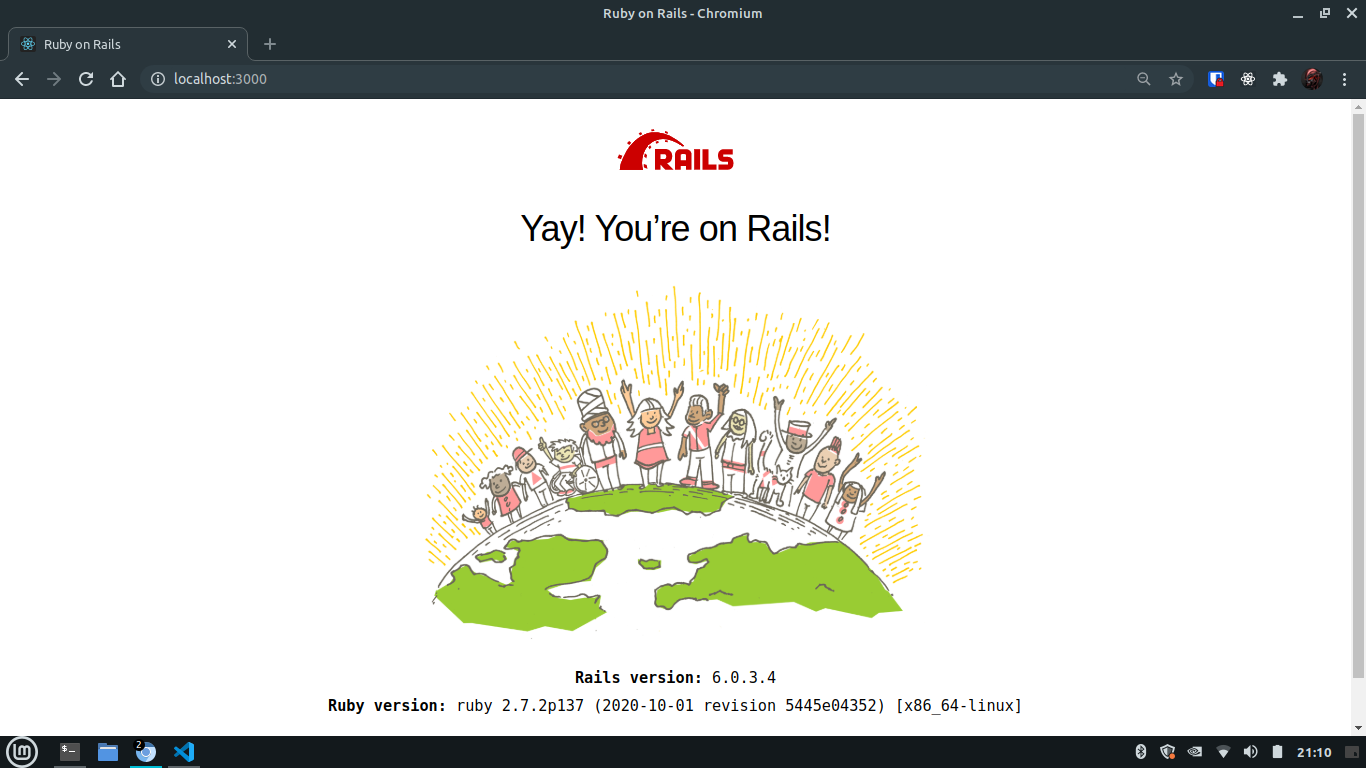 Ruby on Rails - Chromium
Ruby on Rails
localhost:3000
RAILS
Yay! You’re on Rails!
Rails version: 6.0.3.4
Ruby version: ruby 2.7.2p137 (2020-10-01 revision 5445e04352) [x86_64-linux]
$_
2
21:10